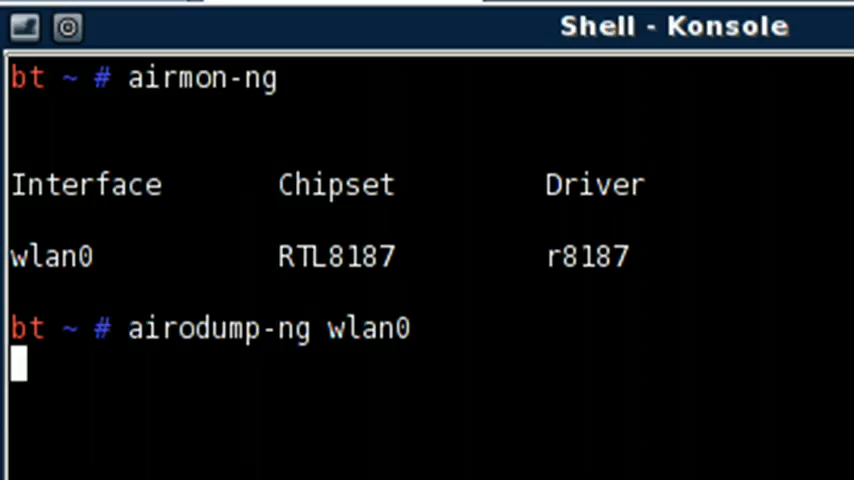 Shell - Konsole
bt ~ # airmon-ng
Interface Chipset Driver
wlan0 RTL8187 r8187
bt ~ # airodump-ng wlan0